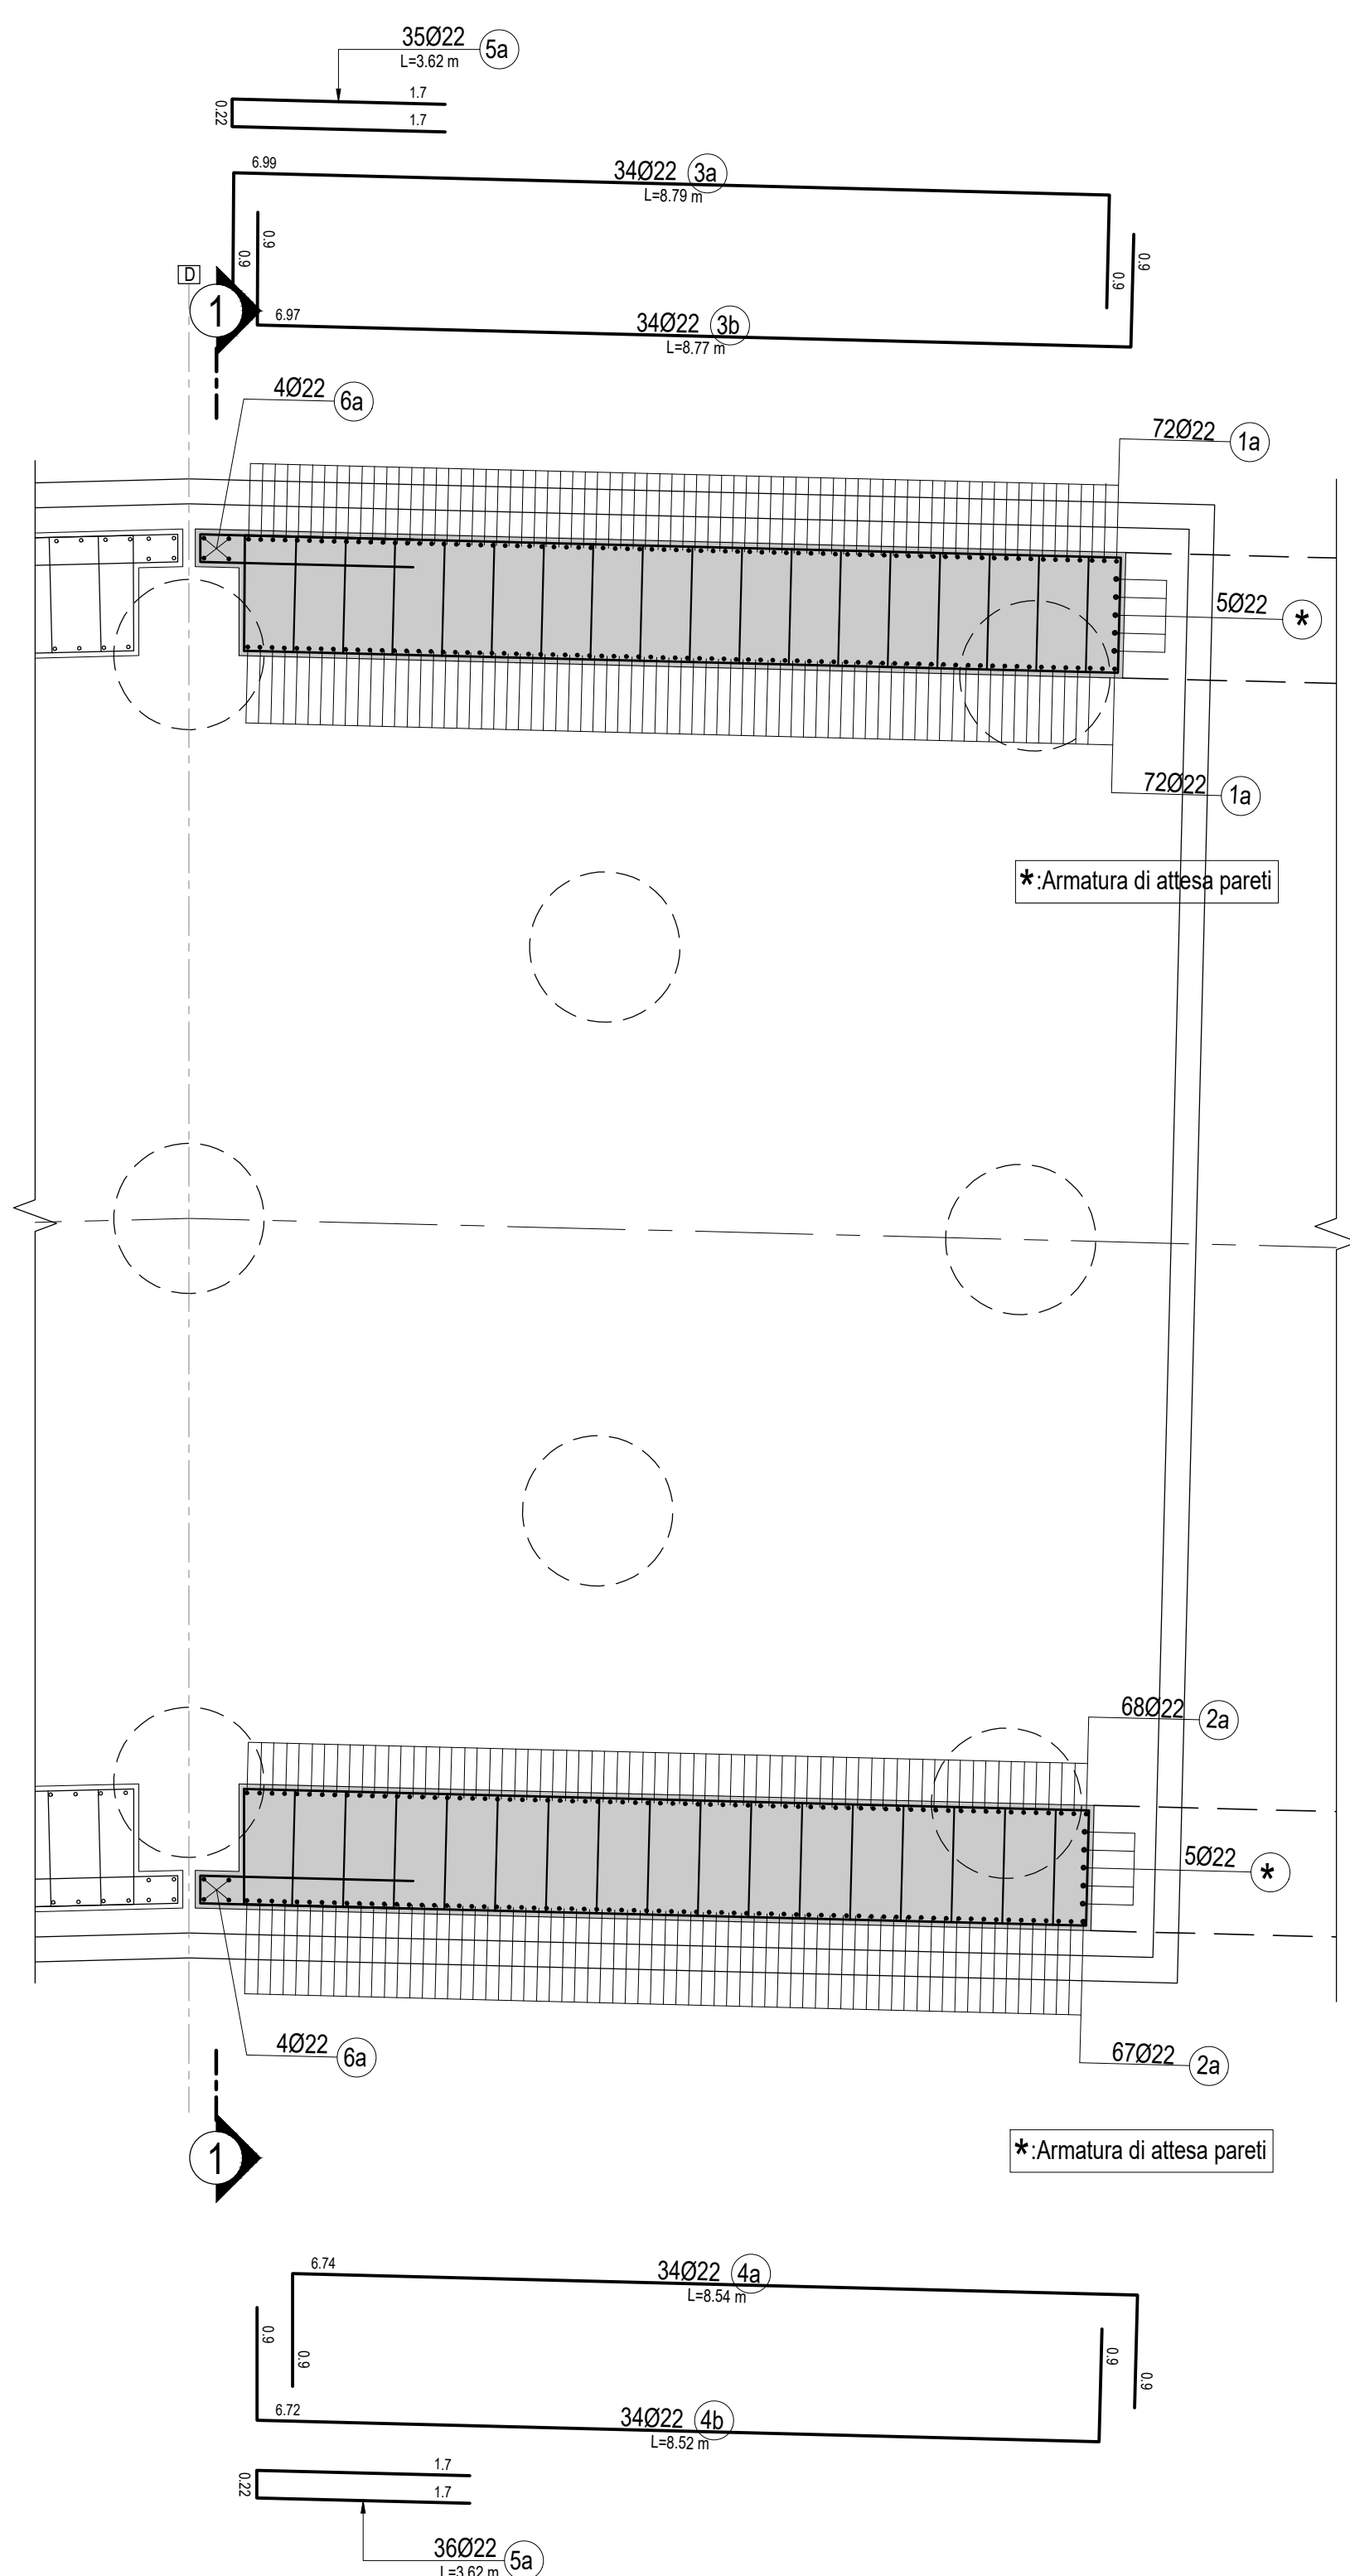 35Ø22 5a
L=3.62 m
1.7
0.22
1.7
6.99
34Ø22 3a
L=8.79 m
0.9
0.9
0.9
0.9
D
1
6.97
34Ø22 3b
L=8.77 m
4Ø22 6a
72Ø22 1a
5Ø22 *
72Ø22 1a
*:Armatura di attesa pareti
68Ø22 2a
5Ø22 *
4Ø22 6a
67Ø22 2a
1
*:Armatura di attesa pareti
6.74
34Ø22 4a
L=8.54 m
0.9
0.9
0.9
0.9
6.72
34Ø22 4b
L=8.52 m
1.7
0.22
1.7
36Ø22 5a
L=3.62 m